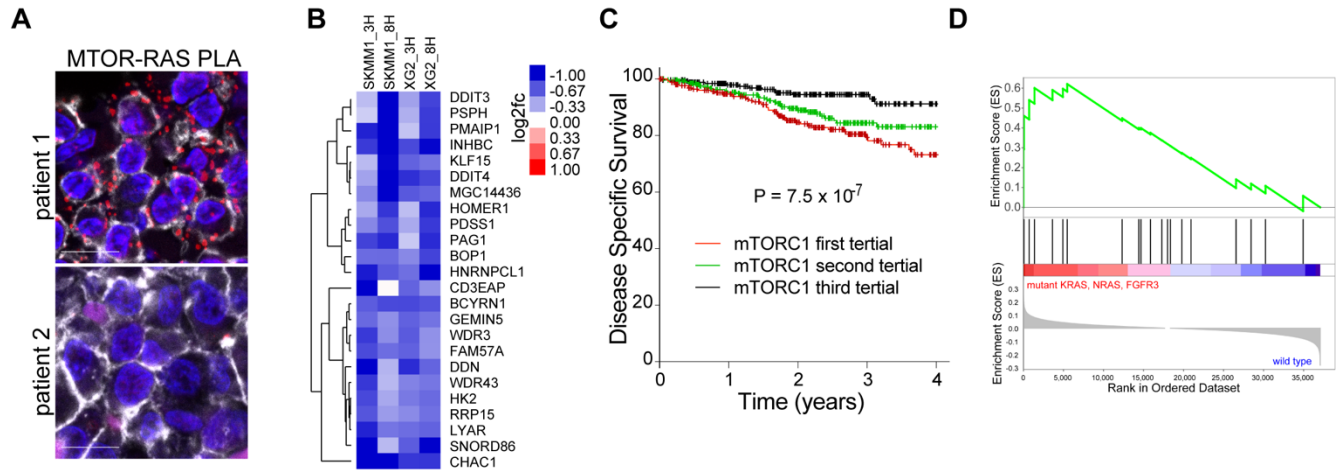 A
MTOR-RAS PLA
patient 1
patient 2
B
SKMM1_3H
SKMM1_8H
XG2_3H
XG2_8H
log2fc
-1.00
-0.67
-0.33
0.00
0.33
0.67
1.00
DDIT3
PSPH
PMAIP1
INHBC
KLF15
DDIT4
MGC14436
HOMER1
PDSS1
PAG1
BOP1
HNRNPCL1
CD3EAP
BCYRN1
GEMIN5
WDR3
FAM57A
DDN
WDR43
HK2
RRP15
LYAR
SNORD86
CHAC1
C
Disease Specific Survival
100
80
60
40
20
0
P = 7.5 x 10-7
mTORC1 first tertial
mTORC1 second tertial
mTORC1 third tertial
0 1 2 3 4
Time (years)
D
Enrichment Score (ES)
0.6
0.5
0.4
0.3
0.2
0.1
0.0
mutant KRAS, NRAS, FGFR3
Enrichment Score (ES)
0.3
0.2
0.1
0.0
-0.1
-0.2
-0.3
wild type
0 5,000 10,000 15,000 20,000 25,000 30,000 35,000
Rank in Ordered Dataset